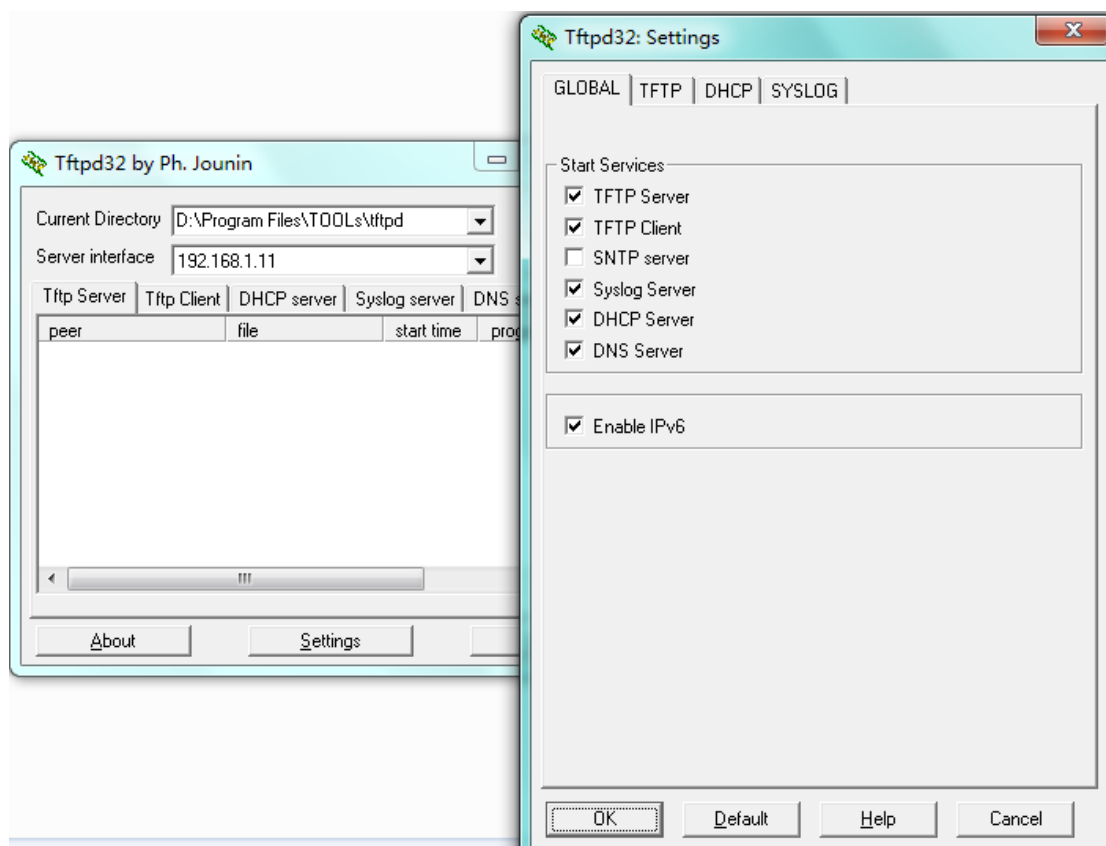 Tftpd32 by Ph. Jounin
Current Directory D:\Program Files\TOOLs\tftpd
Server interface 192.168.1.11
Tftp Server Tftp Client DHCP server Syslog server DNS
peer file start time
About Settings
Tftpd32: Settings
GLOBAL TFTP DHCP SYSLOG
Start Services
TFTP Server
TFTP Client
SNTP server
Syslog Server
DHCP Server
DNS Server
Enable IPv6
OK Default Help Cancel